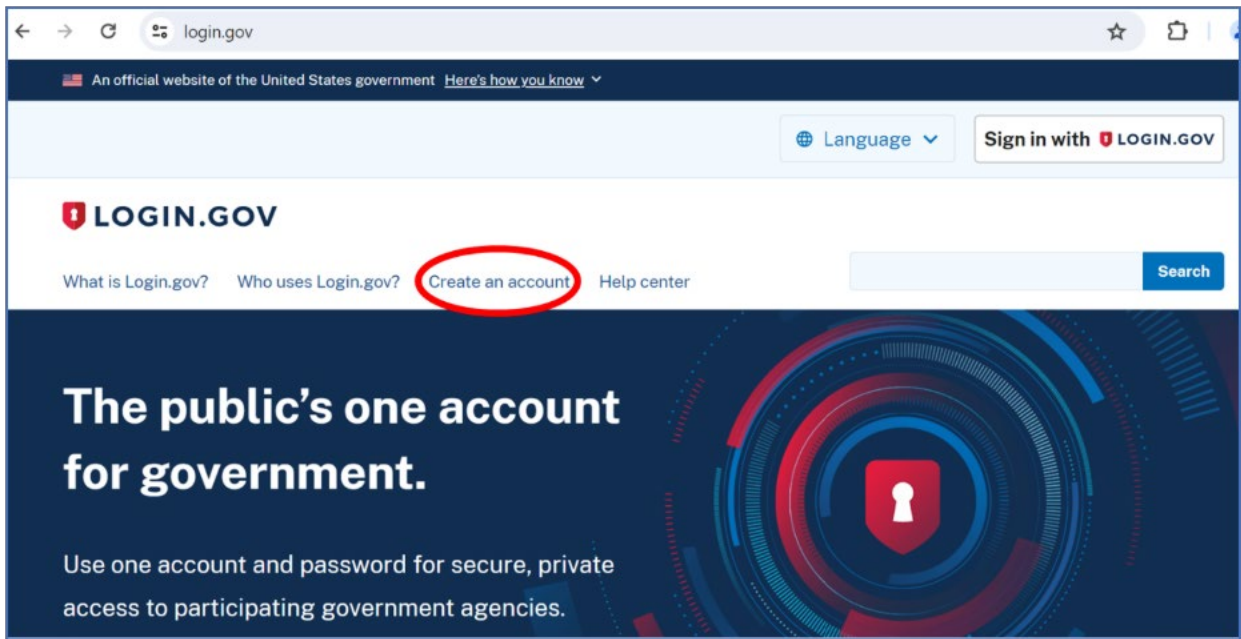 login.gov
An official website of the United States government Here's how you know
Language
Sign in with LOGIN.GOV
LOGIN.GOV
What is Login.gov? Who uses Login.gov? Create an account Help center
Search
The public’s one account
for government.
Use one account and password for secure, private
access to participating government agencies.